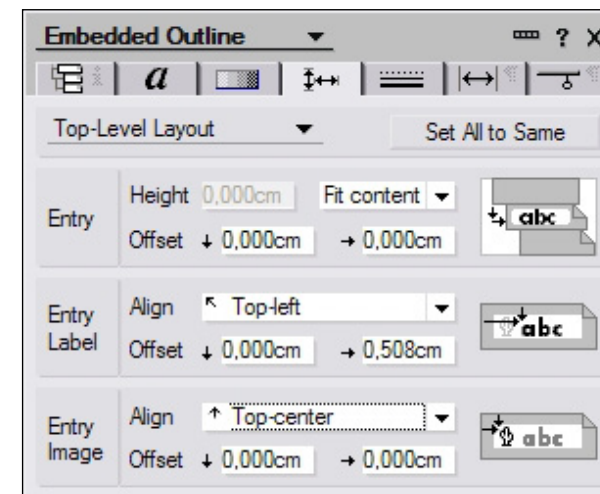 Embedded Outline ?
a
Top-Level Layout Set All to Same
Entry Height 0,000cm Fit content
Offset 0,000cm 0,000cm
abc
Entry Label Align Top-left
Offset 0,000cm 0,508cm
abc
Entry Image Align Top-center
Offset 0,000cm 0,000cm
abc